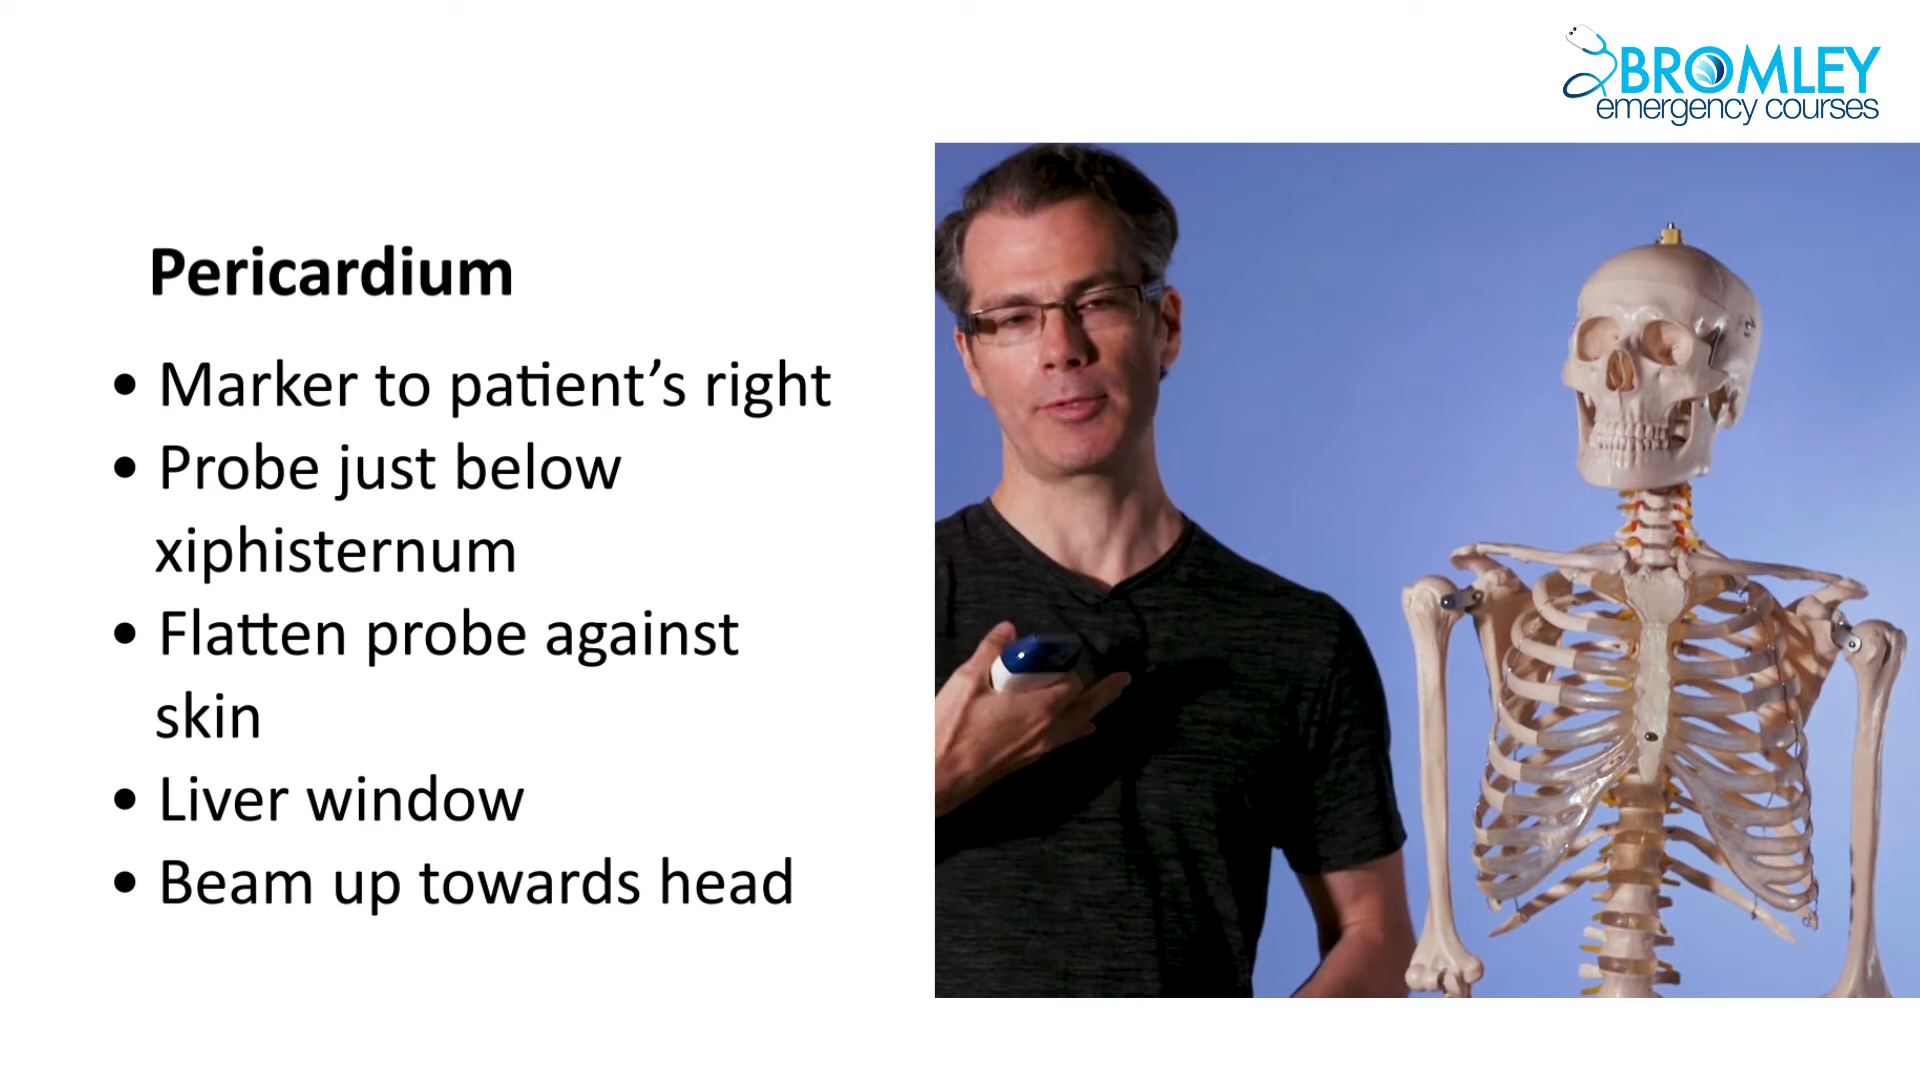 BROMLEY
emergency courses
Pericardium
• Marker to patient’s right
• Probe just below
xiphisternum
• Flatten probe against
skin
• Liver window
• Beam up towards head